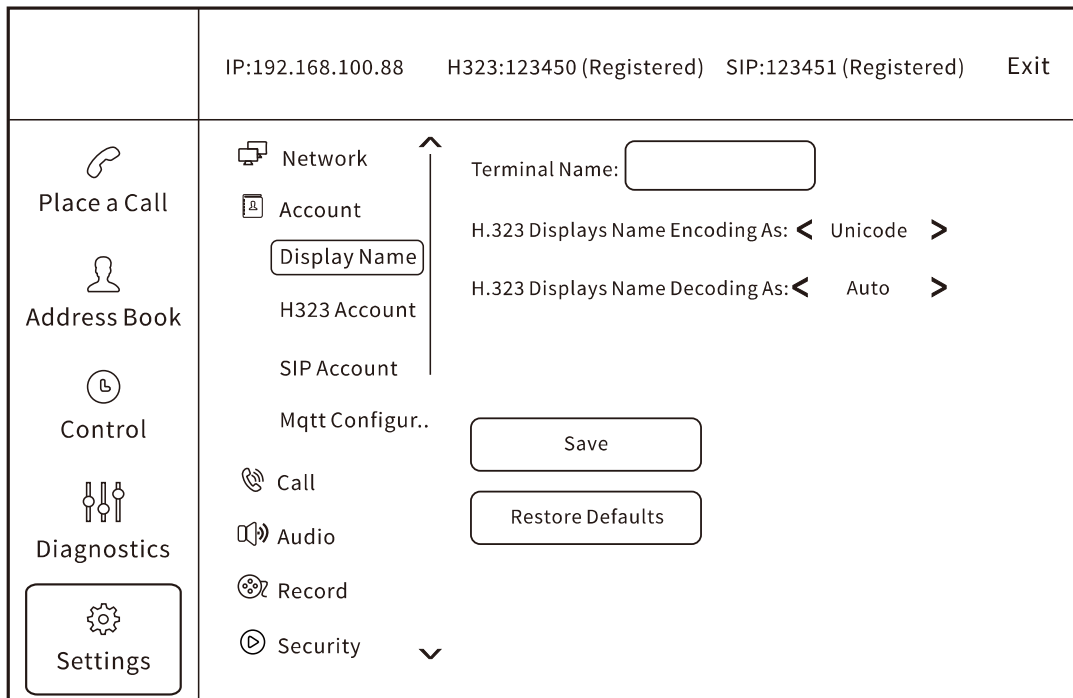 IP:192.168.100.88 H323:123450 (Registered) SIP:123451 (Registered) Exit
Place a Call
Address Book
Control
Diagnostics
Settings
Network
Account
Display Name
H323 Account
SIP Account
Mqtt Configur..
Call
Audio
Record
Security
Terminal Name:
H.323 Displays Name Encoding As: < Unicode >
H.323 Displays Name Decoding As: < Auto >
Save
Restore Defaults